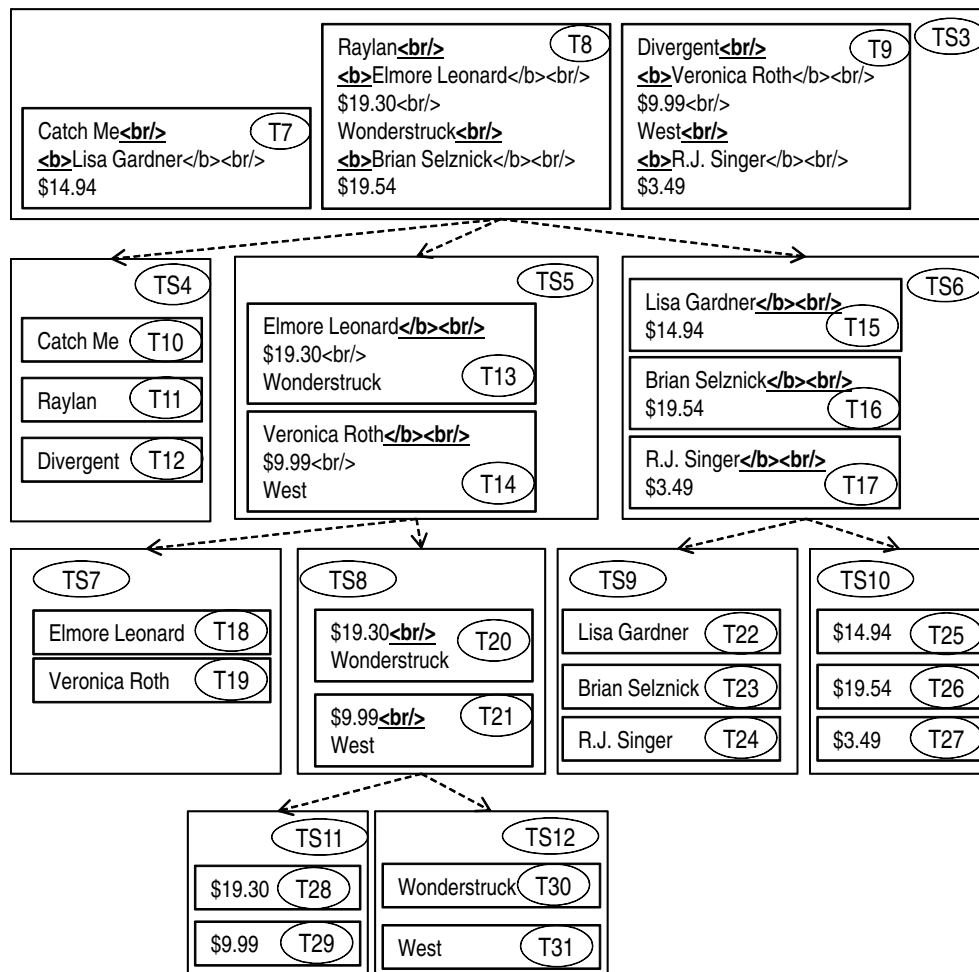 TS3
T7
Catch Me<br/>
<b>Lisa Gardner</b><br/>
$14.94
T8
Raylan<br/>
<b>Elmore Leonard</b><br/>
$19.30<br/>
Wonderstruck<br/>
<b>Brian Selznick</b><br/>
$19.54
T9
Divergent<br/>
<b>Veronica Roth</b><br/>
$9.99<br/>
West<br/>
<b>R.J. Singer</b><br/>
$3.49
TS4
Catch Me T10
Raylan T11
Divergent T12
TS5
Elmore Leonard</b><br/>
$19.30<br/>
Wonderstruck
T13
Veronica Roth</b><br/>
$9.99<br/>
West
T14
TS6
Lisa Gardner</b><br/>
$14.94
T15
Brian Selznick</b><br/>
$19.54
T16
R.J. Singer</b><br/>
$3.49
T17
TS7
Elmore Leonard T18
Veronica Roth T19
TS8
$19.30<br/>
Wonderstruck
T20
$9.99<br/>
West
T21
TS9
Lisa Gardner T22
Brian Selznick T23
R.J. Singer T24
TS10
$14.94 T25
$19.54 T26
$3.49 T27
TS11
$19.30 T28
$9.99 T29
TS12
Wonderstruck T30
West T31